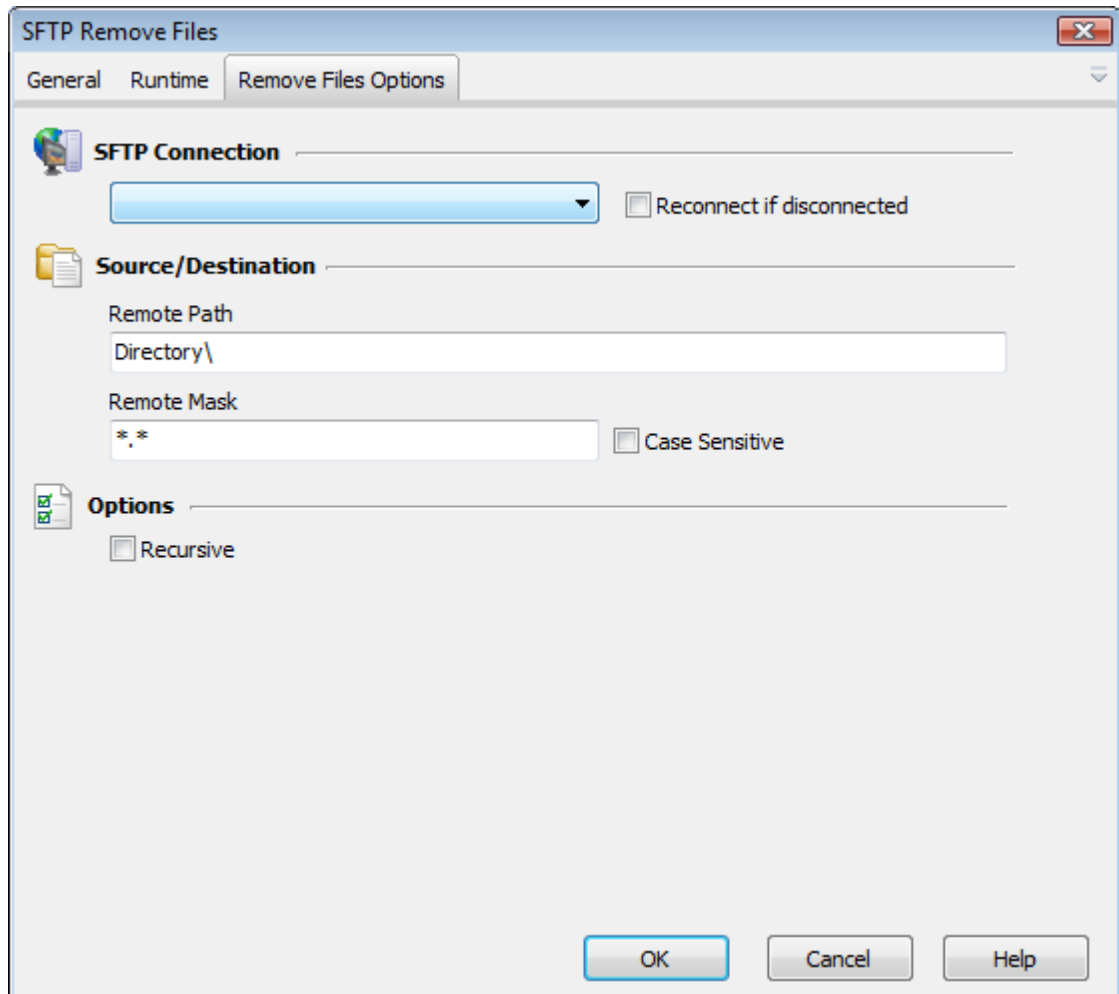 SFTP Remove Files
General Runtime Remove Files Options
SFTP Connection
Reconnect if disconnected
Source/Destination
Remote Path
Directory\
Remote Mask
*.* Case Sensitive
Options
Recursive
OK Cancel Help